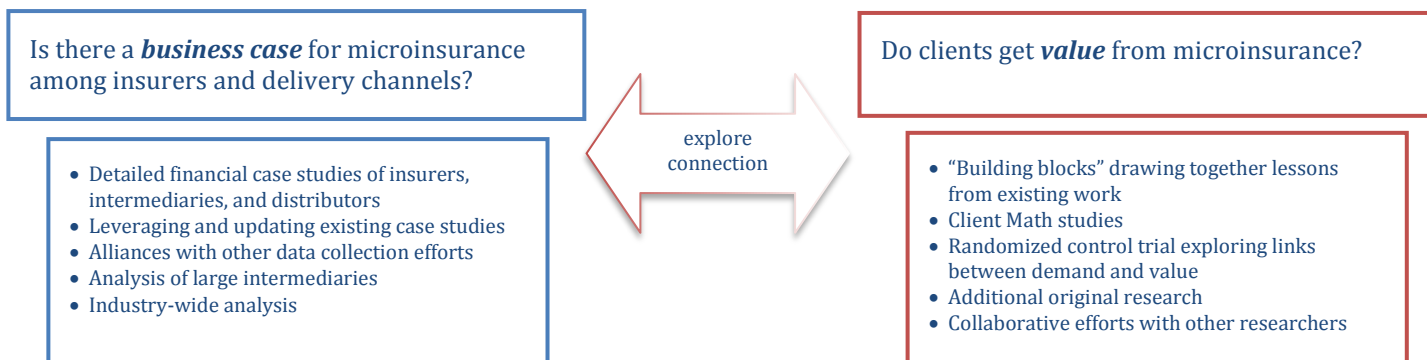 Is there a business case for microinsurance
among insurers and delivery channels?
• Detailed financial case studies of insurers,
intermediaries, and distributors
• Leveraging and updating existing case studies
• Alliances with other data collection efforts
• Analysis of large intermediaries
• Industry-wide analysis
explore
connection
Do clients get value from microinsurance?
• “Building blocks” drawing together lessons
from existing work
• Client Math studies
• Randomized control trial exploring links
between demand and value
• Additional original research
• Collaborative efforts with other researchers